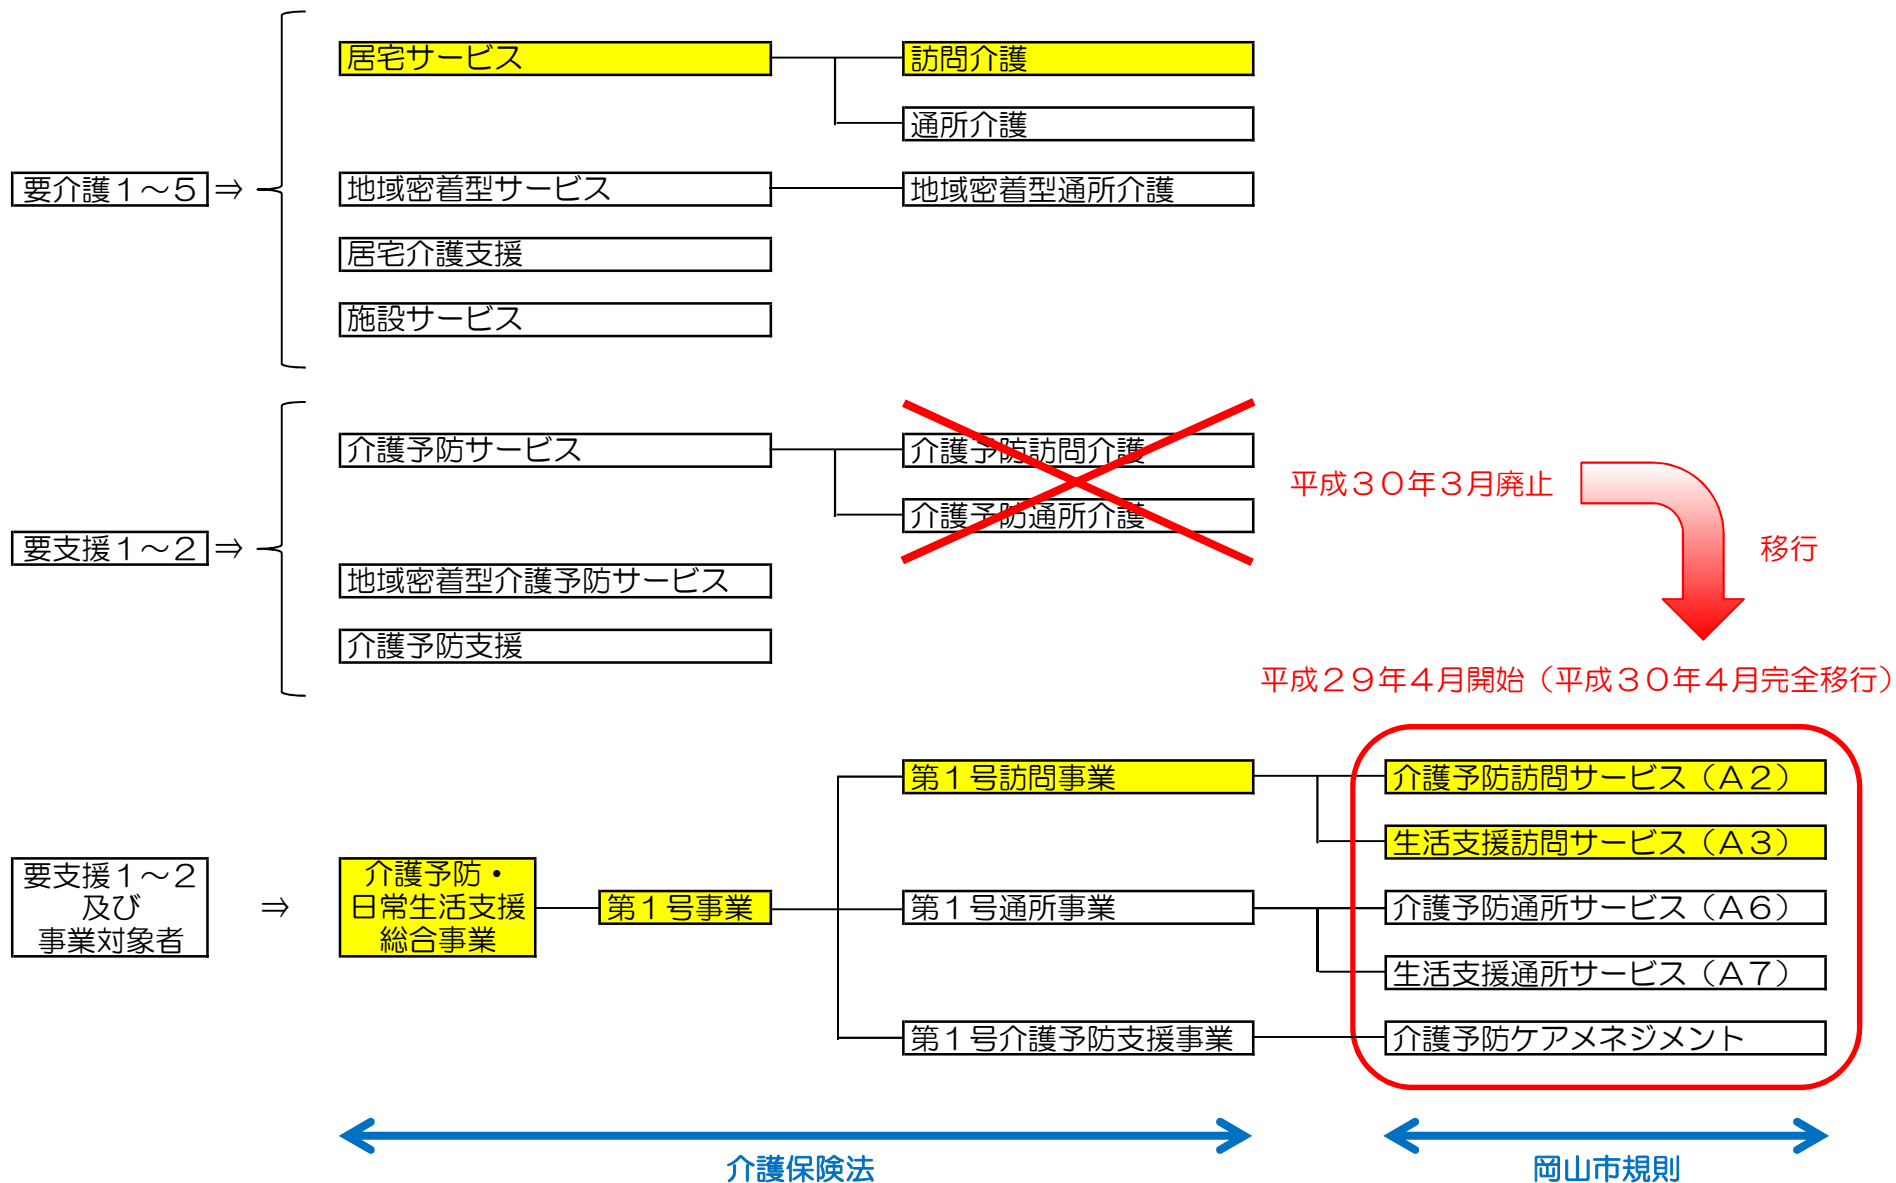 居宅サービス
訪問介護
通所介護
要介護１～５
⇒
地域密着型サービス
地域密着型通所介護
居宅介護支援
施設サービス
介護予防サービス
介護予防訪問介護
平成３０年３月廃止
介護予防通所介護
要支援１～２
⇒
移行
地域密着型介護予防サービス
介護予防支援
平成２９年４月開始（平成３０年４月完全移行）
第１号訪問事業
介護予防訪問サービス（Ａ２）
生活支援訪問サービス（Ａ３）
要支援１～２
及び
事業対象者
⇒
介護予防・
日常生活支援
総合事業
第１号事業
第１号通所事業
介護予防通所サービス（Ａ６）
生活支援通所サービス（Ａ７）
第１号介護予防支援事業
介護予防ケアメネジメント
介護保険法
岡山市規則